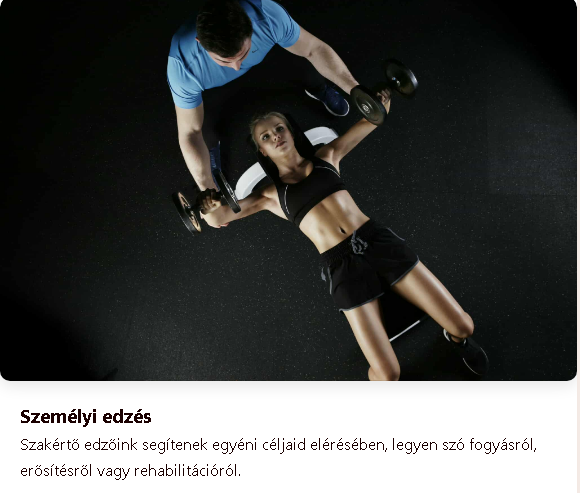 Személyi edzés
Szakértő edzőink segítenek egyéni céljaid elérésében, legyen szó fogyásról,
erősítésről vagy rehabilitációról.